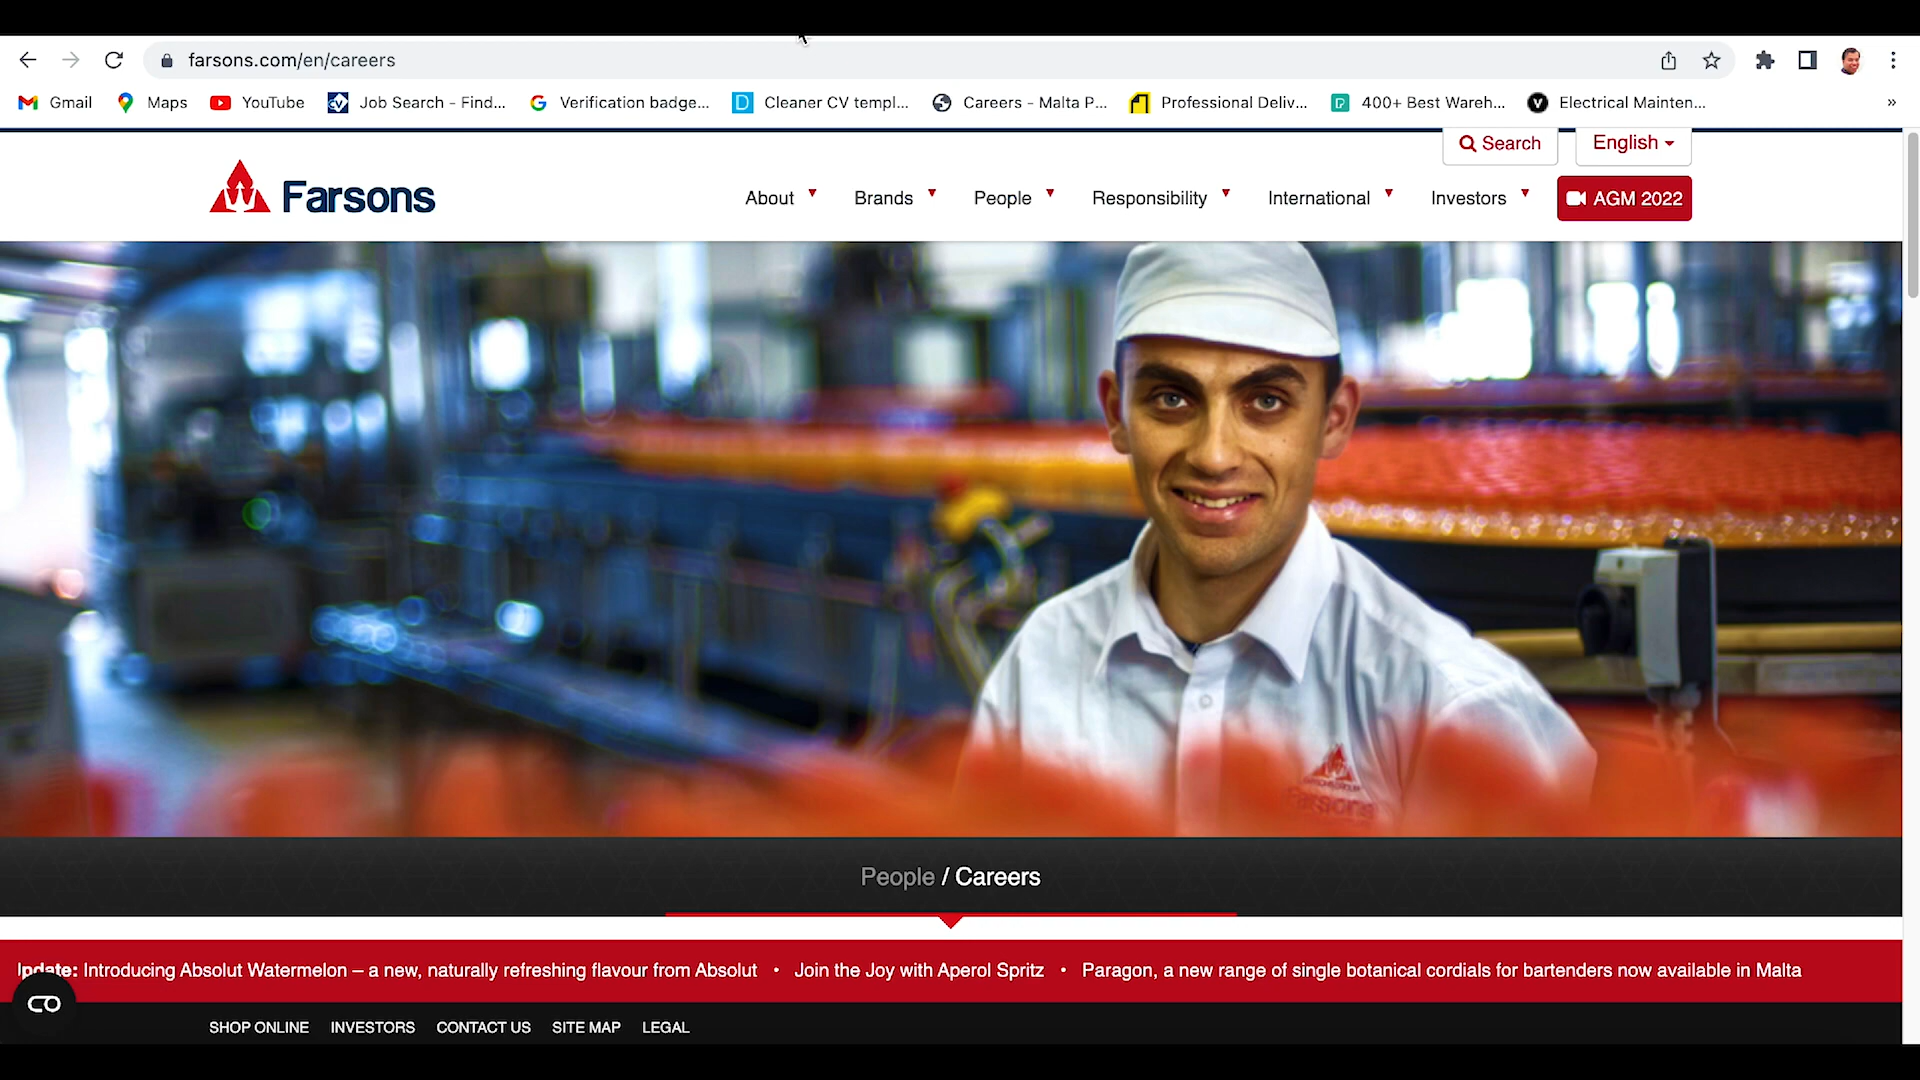 farsons.com/en/careers
Gmail Maps YouTube Job Search - Find... Verification badge... Cleaner CV templ... Careers - Malta P... Professional Deliv... 400+ Best Wareh... Electrical Mainten... »
Search English
Farsons About Brands People Responsibility International Investors AGM 2022
Farsons
People / Careers
Update: Introducing Absolut Watermelon – a new, naturally refreshing flavour from Absolut • Join the Joy with Aperol Spritz • Paragon, a new range of single botanical cordials for bartenders now available in Malta
SHOP ONLINE INVESTORS CONTACT US SITE MAP LEGAL